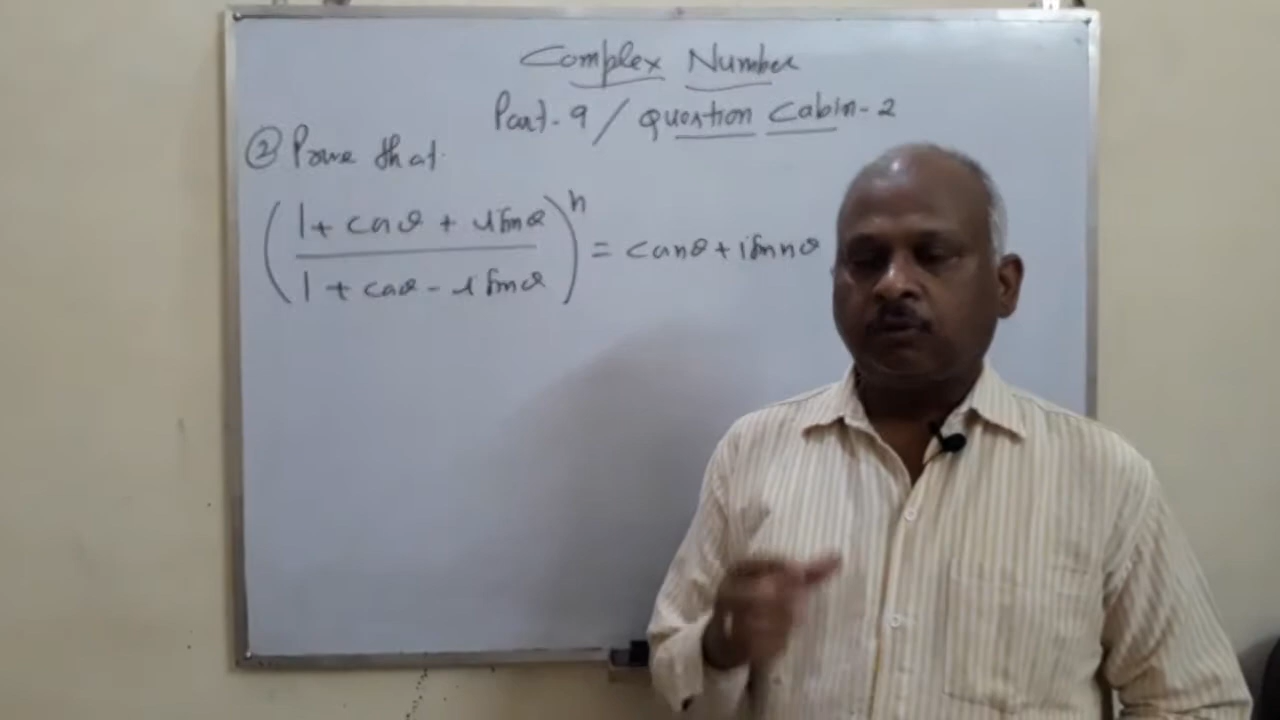 Complex Number
Part-9 / Question Cabin-2
② Prove that
(1 + cosθ + i sinθ / 1 + cosθ - i sinθ)^n = cos nθ + i sin nθ